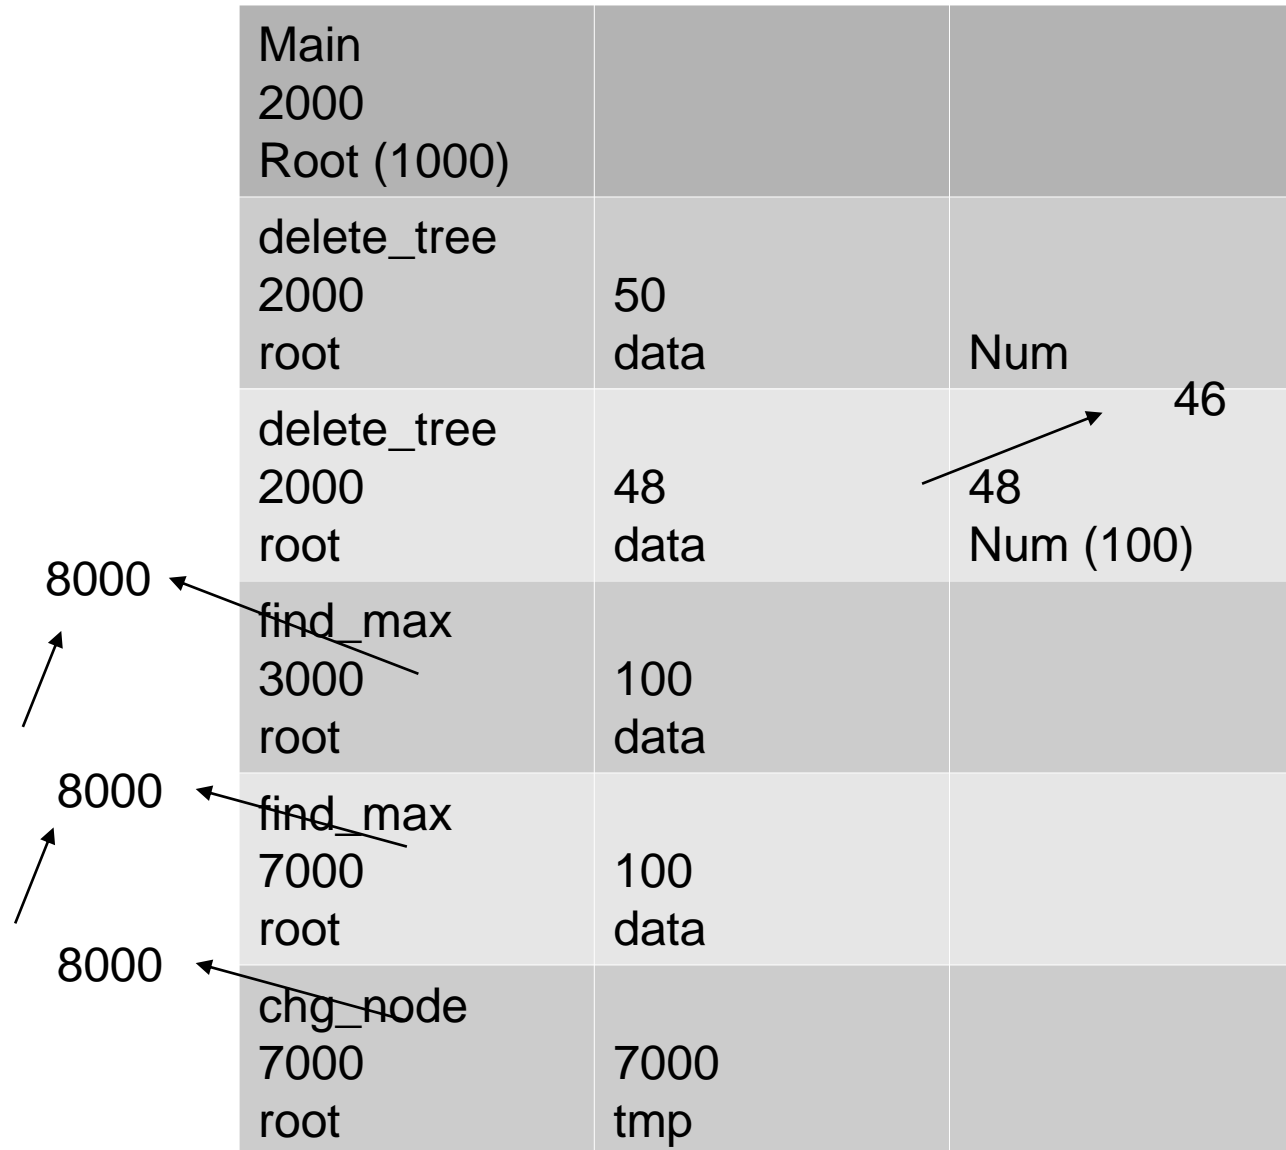 Main
2000
Root (1000)
delete_tree
2000
root
50
data
Num
46
delete_tree
2000
root
48
data
48
Num (100)
8000
find_max
3000
root
100
data
8000
find_max
7000
root
100
data
8000
chg_node
7000
root
7000
tmp